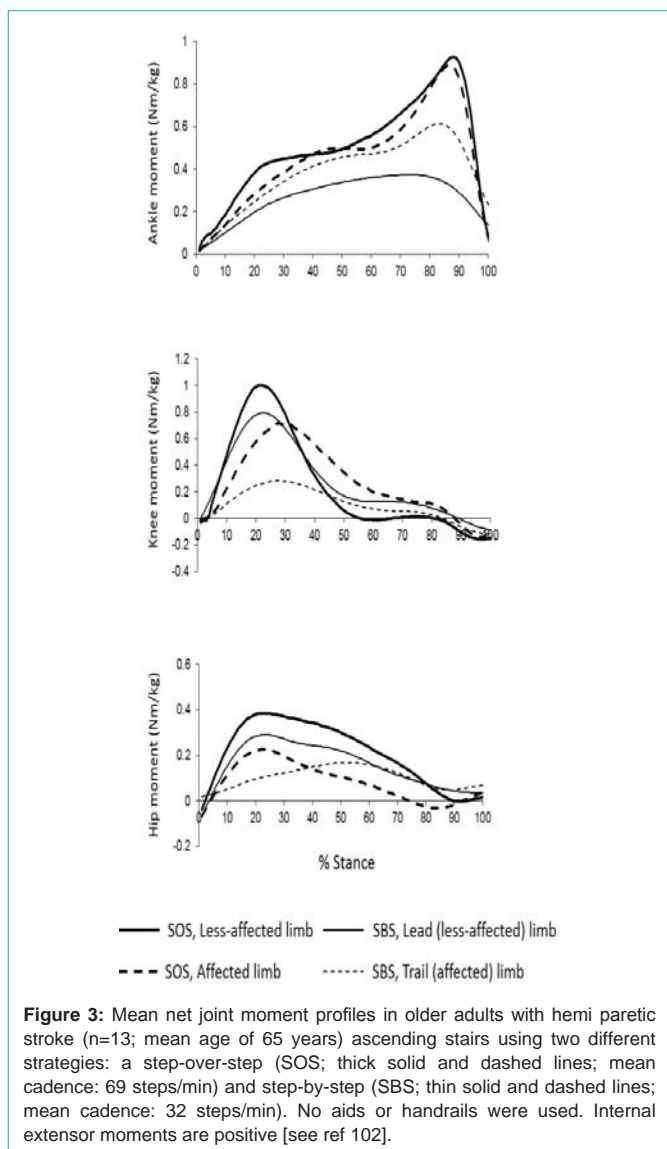 1
0.8
0.6
0.4
0.2
0
Ankle moment (Nm/kg)
0 10 20 30 40 50 60 70 80 90 100
1.2
1
0.8
0.6
0.4
0.2
0
-0.2
-0.4
Knee moment (Nm/kg)
0 10 20 30 40 50 60 70 80 90 100
0.6
0.4
0.2
0
-0.2
Hip moment (Nm/kg)
0 10 20 30 40 50 60 70 80 90 100
% Stance
SOS, Less-affected limb SBS, Lead (less-affected) limb
SOS, Affected limb SBS, Trail (affected) limb
Figure 3: Mean net joint moment profiles in older adults with hemi paretic
stroke (n=13; mean age of 65 years) ascending stairs using two different
strategies: a step-over-step (SOS; thick solid and dashed lines; mean
cadence: 69 steps/min) and step-by-step (SBS; thin solid and dashed lines;
mean cadence: 32 steps/min). No aids or handrails were used. Internal
extensor moments are positive [see ref 102].